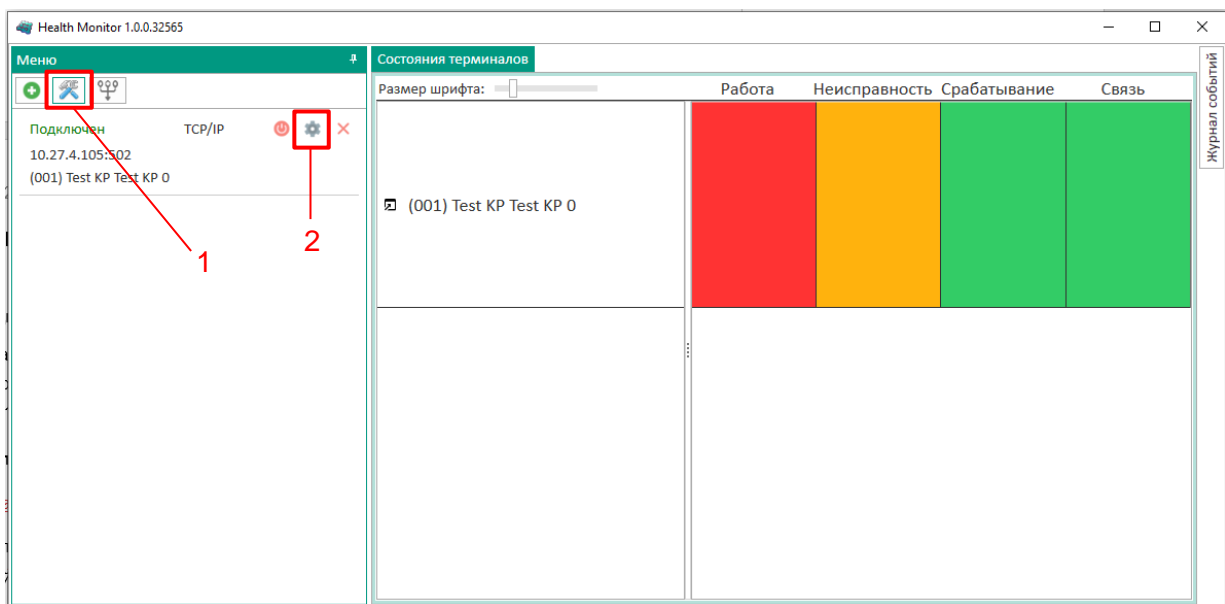 Health Monitor 1.0.0.32565
Меню
Состояния терминалов
Размер шрифта:
Работа Неисправность Срабатывание Связь
Подключен TCP/IP
10.27.4.105:502
(001) Test KP Test KP 0
(001) Test KP Test KP 0
1
2
Журнал событий